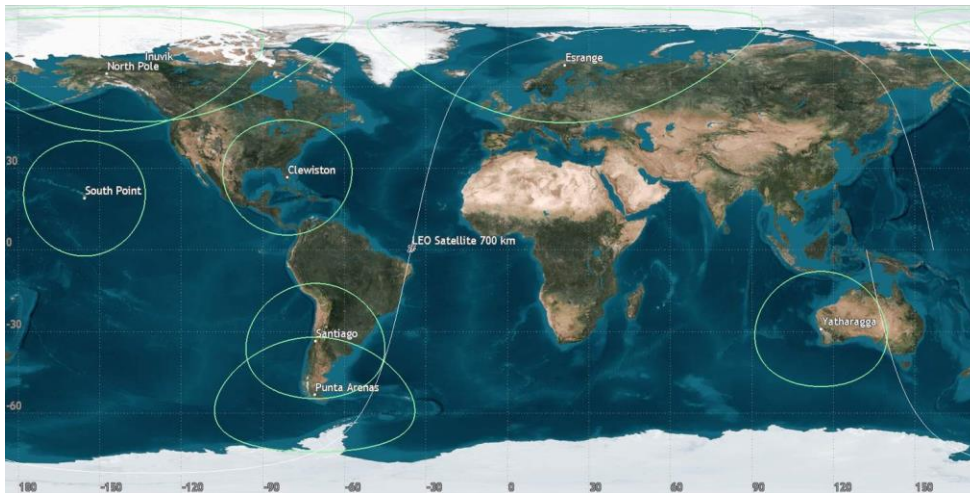 Inuvik
North Pole
Esrange
60
30
Clewiston
South Point
0
LEO Satellite 700 km
-30
Santiago
Yatharagga
Punta Arenas
-60
180
-150
-120
-90
-60
-30
0
30
60
90
120
150